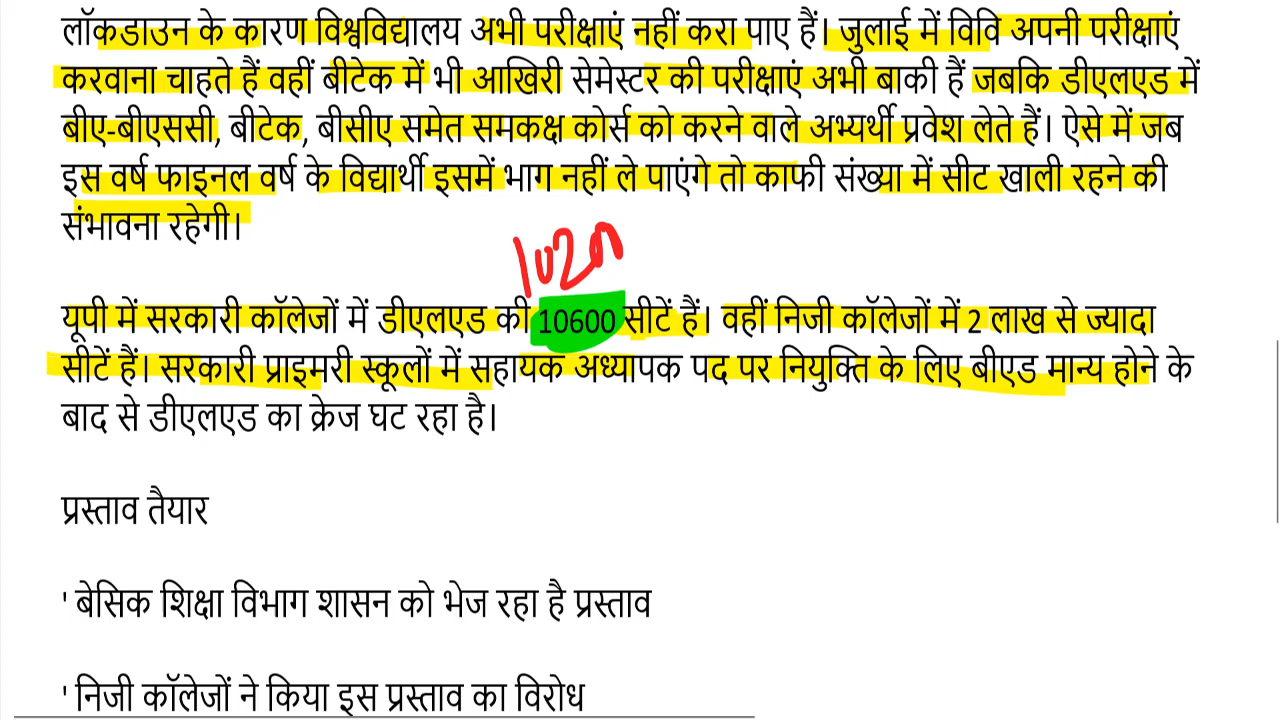 लॉकडाउन के कारण विश्वविद्यालय अभी परीक्षाएं नहीं करा पाए हैं। जुलाई में विवि अपनी परीक्षाएं
करवाना चाहते हैं वहीं बीटेक में भी आखिरी सेमेस्टर की परीक्षाएं अभी बाकी हैं जबकि डीएलएड में
बीए-बीएससी, बीटेक, बीसीए समेत समकक्ष कोर्स को करने वाले अभ्यर्थी प्रवेश लेते हैं। ऐसे में जब
इस वर्ष फाइनल वर्ष के विद्यार्थी इसमें भाग नहीं ले पाएंगे तो काफी संख्या में सीट खाली रहने की
संभावना रहेगी।
यूपी में सरकारी कॉलेजों में डीएलएड की 10600 सीटें हैं। वहीं निजी कॉलेजों में 2 लाख से ज्यादा
सीटें हैं। सरकारी प्राइमरी स्कूलों में सहायक अध्यापक पद पर नियुक्ति के लिए बीएड मान्य होने के
बाद से डीएलएड का क्रेज घट रहा है।
प्रस्ताव तैयार
' बेसिक शिक्षा विभाग शासन को भेज रहा है प्रस्ताव
' निजी कॉलेजों ने किया इस प्रस्ताव का विरोध